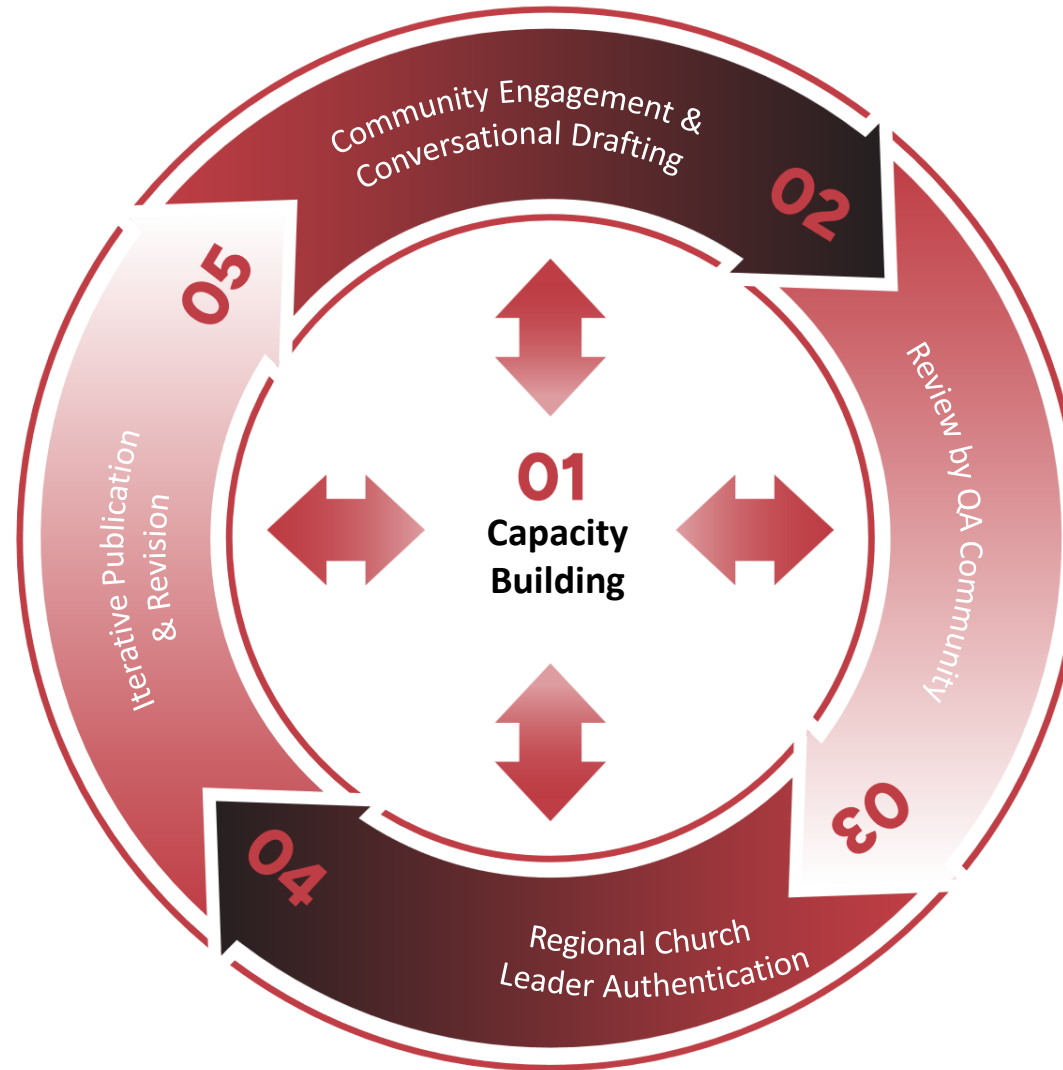 01
Capacity
Building
Community Engagement &
Conversational Drafting
02
Review by QA Community
03
Regional Church
Leader Authentication
04
Iterative Publication
& Revision
05